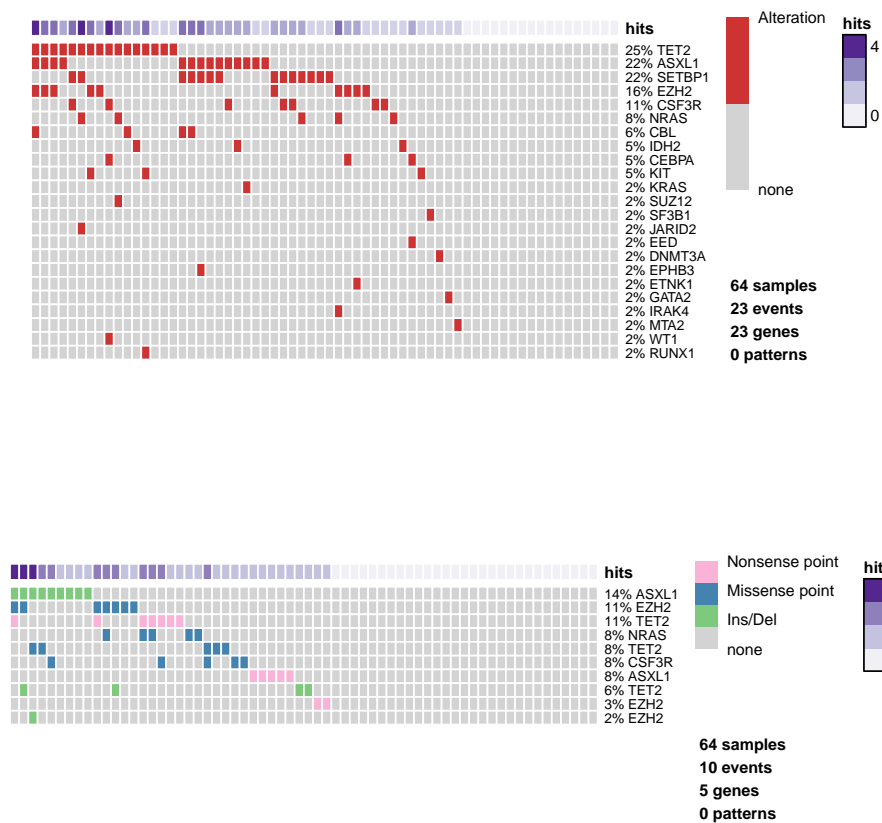 hits
Alteration
none
hits
4
0
25% TET2
22% ASXL1
22% SETBP1
16% EZH2
11% CSF3R
8% NRAS
6% CBL
5% IDH2
5% CEBPA
5% KIT
2% KRAS
2% SUZ12
2% SF3B1
2% JARID2
2% EED
2% DNMT3A
2% EPHB3
2% ETNK1
2% GATA2
2% IRAK4
2% MTA2
2% WT1
2% RUNX1
64 samples
23 events
23 genes
0 patterns
hits
Nonsense point
Missense point
Ins/Del
none
hit
14% ASXL1
11% EZH2
11% TET2
8% NRAS
8% TET2
8% CSF3R
8% ASXL1
6% TET2
3% EZH2
2% EZH2
64 samples
10 events
5 genes
0 patterns